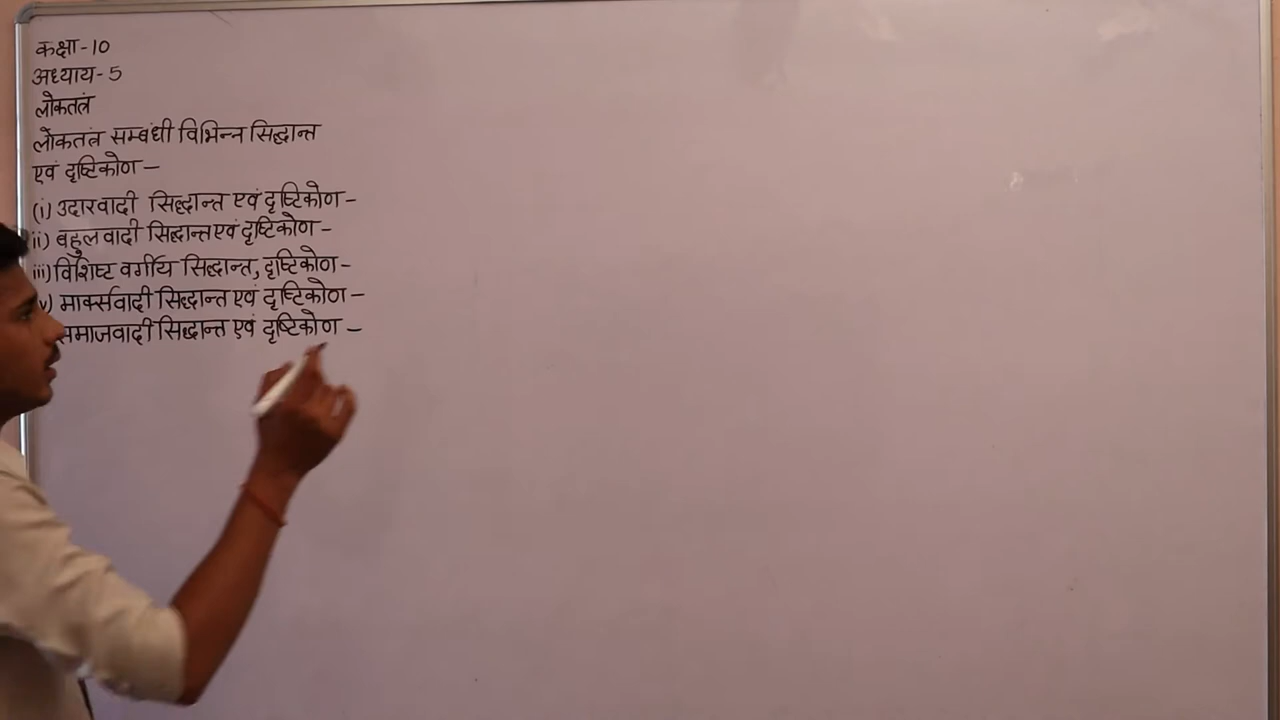 कक्षा-10
अध्याय-5
लोकतंत्र
लोकतंत्र सम्बंधी विभिन्न सिद्धान्त
एवं दृष्टिकोण –
(i) उदारवादी सिद्धान्त एवं दृष्टिकोण –
ii) बहुलवादी सिद्धान्त एवं दृष्टिकोण –
iii) विशिष्ट वर्गीय सिद्धान्त, दृष्टिकोण –
v) मार्क्सवादी सिद्धान्त एवं दृष्टिकोण –
समाजवादी सिद्धान्त एवं दृष्टिकोण –